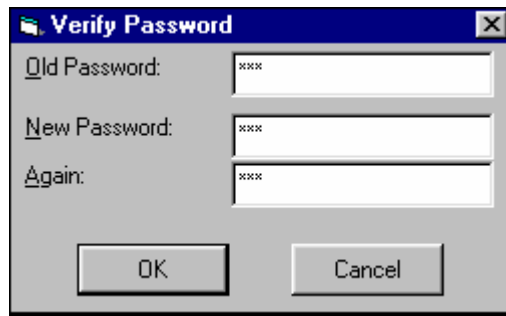 Verify Password
Old Password: ×××
New Password: ×××
Again: ×××
OK Cancel